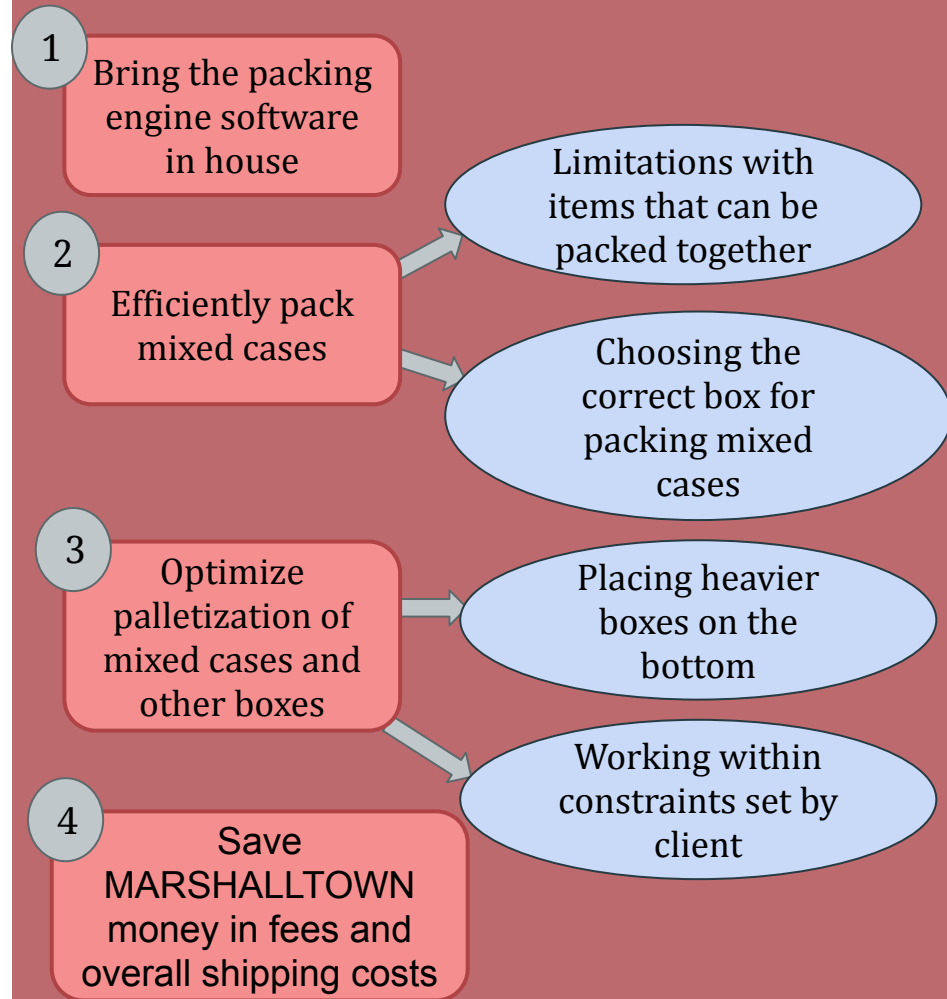 1
Bring the packing
engine software
in house
2
Efficiently pack
mixed cases
Limitations with
items that can be
packed together
Choosing the
correct box for
packing mixed
cases
3
Optimize
palletization of
mixed cases and
other boxes
Placing heavier
boxes on the
bottom
Working within
constraints set by
client
4
Save
MARSHALLTOWN
money in fees and
overall shipping costs